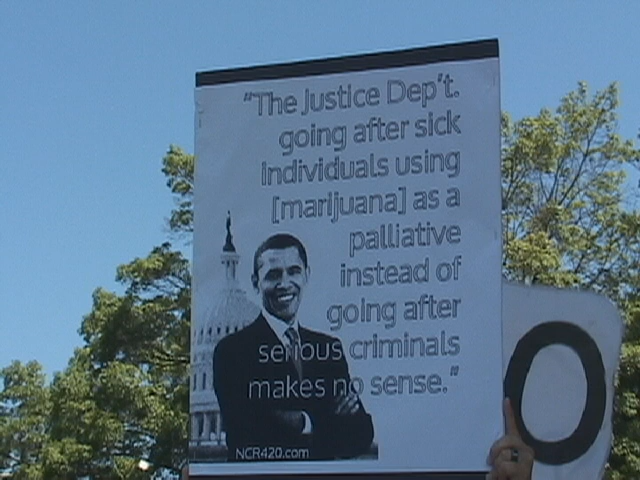 "The Justice Dep't.
going after sick
individuals using
[marijuana] as a
palliative
instead of
going after
serious criminals
makes no sense."
NCR420.com
O